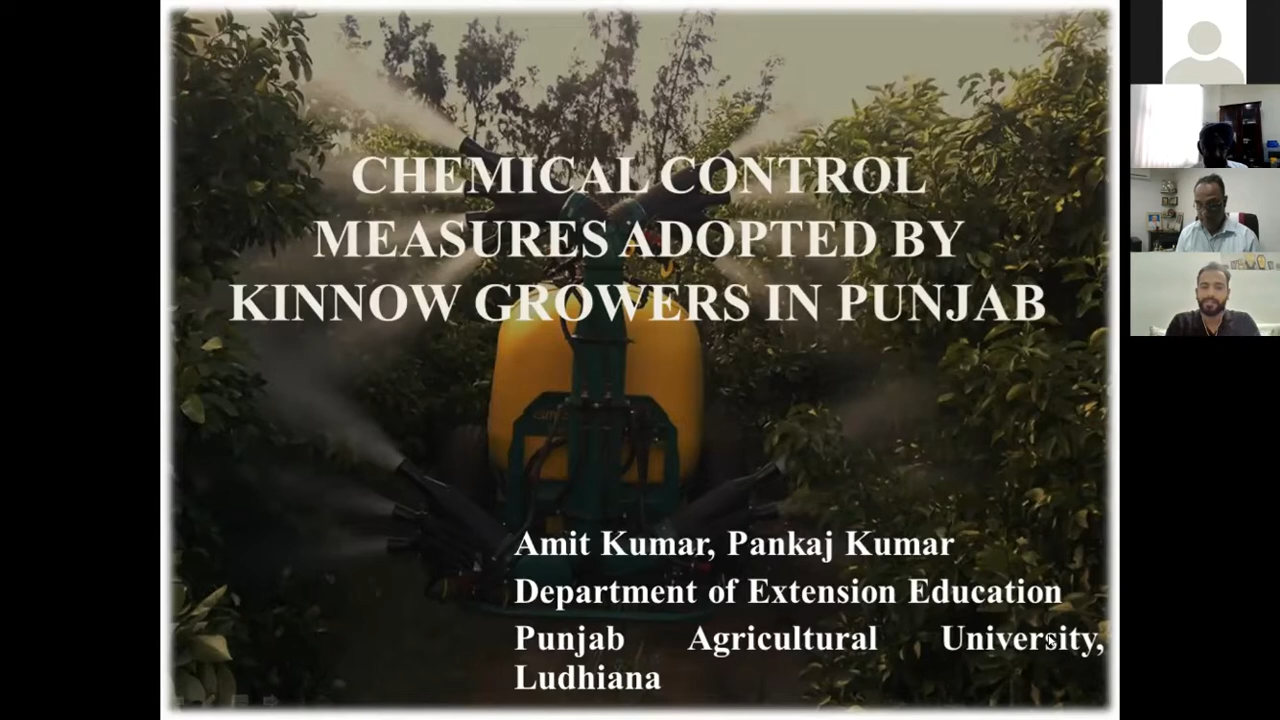 CHEMICAL CONTROL
MEASURES ADOPTED BY
KINNOW GROWERS IN PUNJAB
Amit Kumar, Pankaj Kumar
Department of Extension Education
Punjab Agricultural University,
Ludhiana